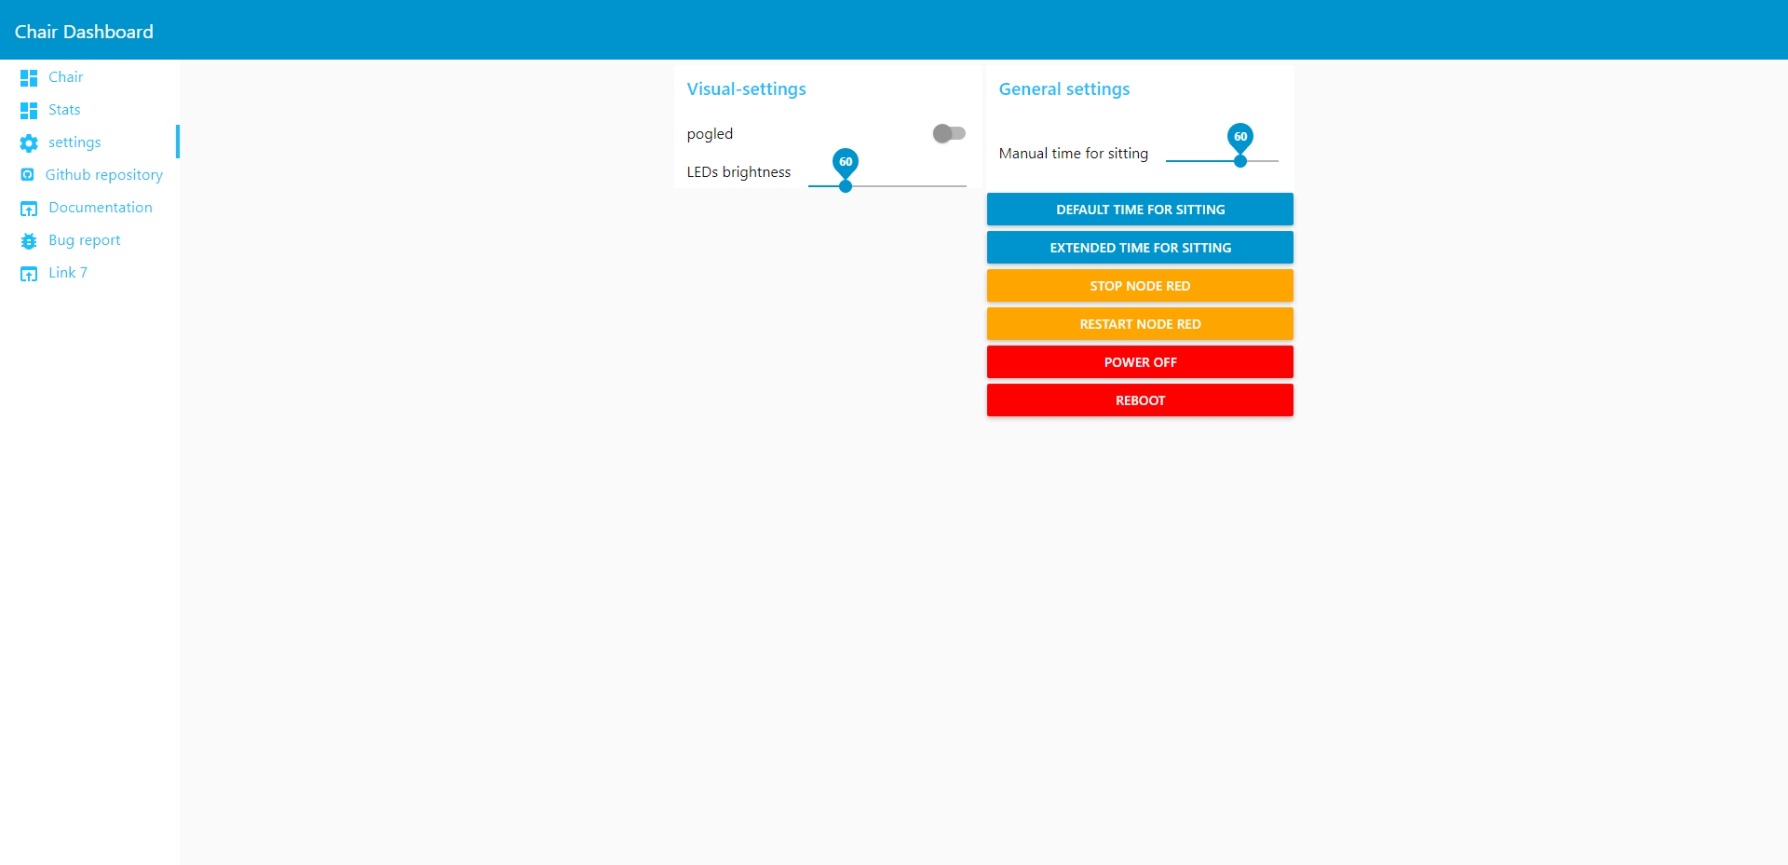 Chair Dashboard
Chair
Stats
settings
Github repository
Documentation
Bug report
Link 7
Visual-settings
pogled
LEDs brightness
60
General settings
Manual time for sitting
60
DEFAULT TIME FOR SITTING
EXTENDED TIME FOR SITTING
STOP NODE RED
RESTART NODE RED
POWER OFF
REBOOT